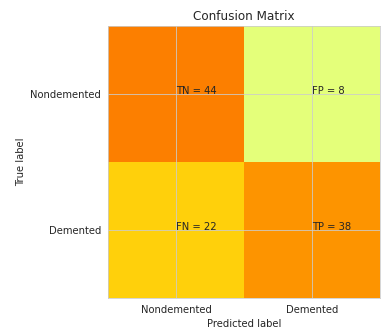 Confusion Matrix
True label
Nondemented
TN = 44
FP = 8
Demented
FN = 22
TP = 38
Nondemented
Demented
Predicted label